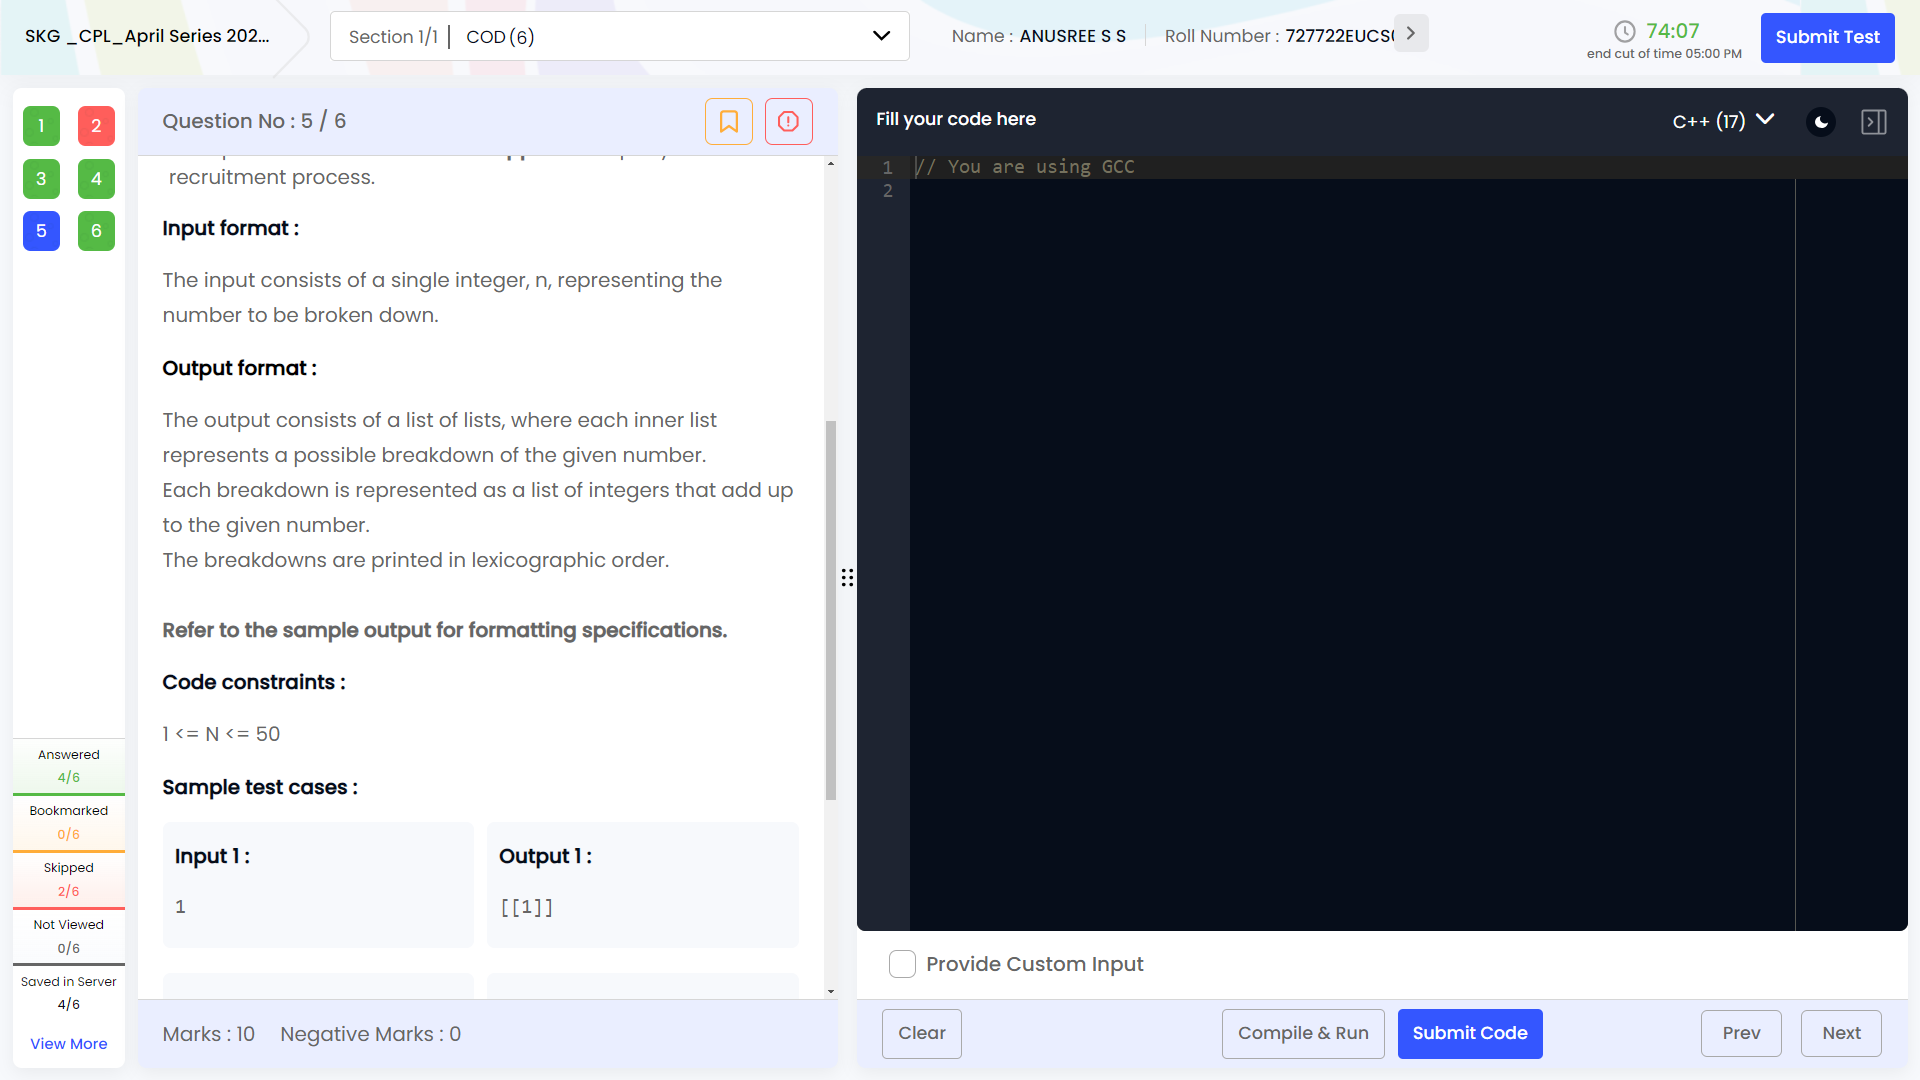 SKG _CPL_April Series 202...
Section 1/1 | COD (6)
Name : ANUSREE S S
Roll Number : 727722EUCS
74:07
end cut of time 05:00 PM
Submit Test
1 2
3 4
5 6
Answered
4/6
Bookmarked
0/6
Skipped
2/6
Not Viewed
0/6
Saved in Server
4/6
View More
Question No : 5 / 6
recruitment process.
Input format :
The input consists of a single integer, n, representing the
number to be broken down.
Output format :
The output consists of a list of lists, where each inner list
represents a possible breakdown of the given number.
Each breakdown is represented as a list of integers that add up
to the given number.
The breakdowns are printed in lexicographic order.
Refer to the sample output for formatting specifications.
Code constraints :
1 <= N <= 50
Sample test cases :
Input 1 :
1
Output 1 :
[[1]]
Marks : 10 Negative Marks : 0
Fill your code here
C++ (17)
1 // You are using GCC
2
Provide Custom Input
Clear
Compile & Run
Submit Code
Prev
Next